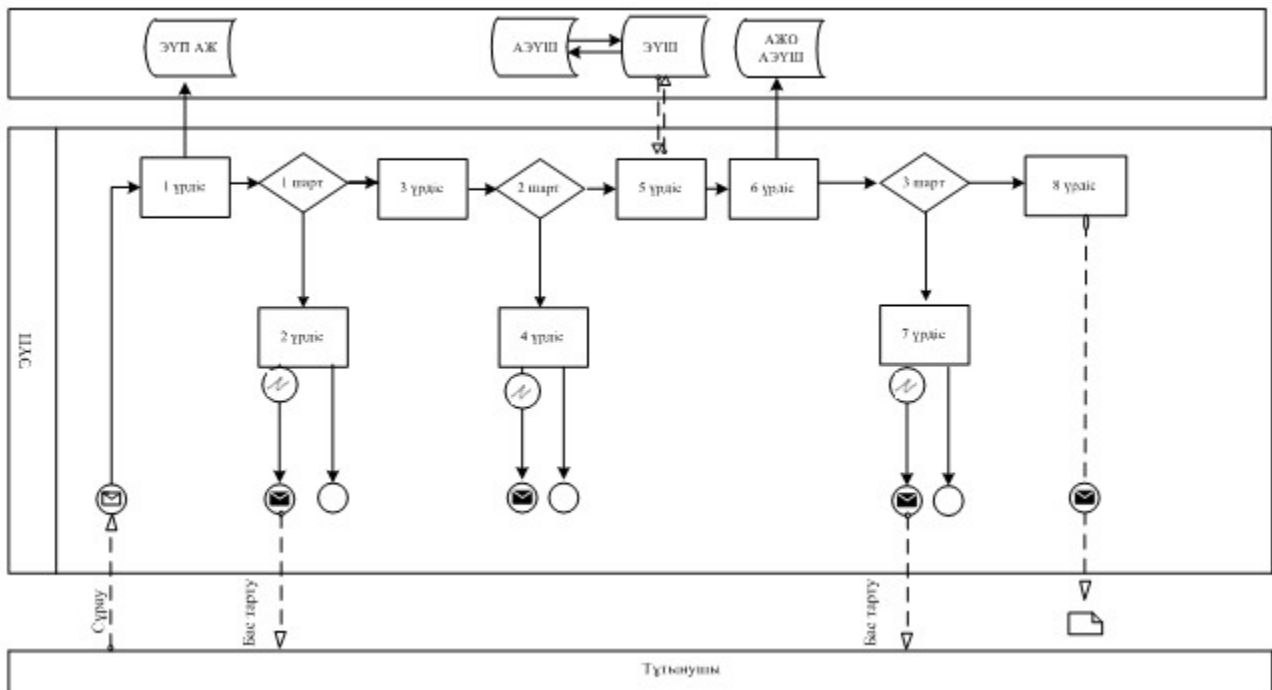 ЭҮП АЖ
АЭҮШ
ЭҮШ
АЖО
АЭҮШ
1 үрдіс
1 шарт
3 үрдіс
2 шарт
5 үрдіс
6 үрдіс
3 шарт
8 үрдіс
2 үрдіс
4 үрдіс
7 үрдіс
ЭҮП
Сұрау
Бас тарту
Бас тарту
Тұтынушы